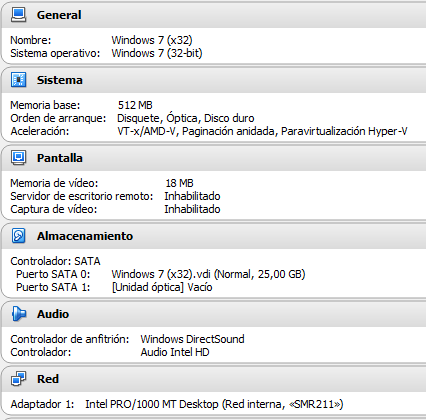 General
Nombre: Windows 7 (x32)
Sistema operativo: Windows 7 (32-bit)
Sistema
Memoria base: 512 MB
Orden de arranque: Disquete, Óptica, Disco duro
Aceleración: VT-x/AMD-V, Paginación anidada, Paravirtualización Hyper-V
Pantalla
Memoria de vídeo: 18 MB
Servidor de escritorio remoto: Inhabilitado
Captura de vídeo: Inhabilitado
Almacenamiento
Controlador: SATA
Puerto SATA 0: Windows 7 (x32).vdi (Normal, 25,00 GB)
Puerto SATA 1: [Unidad óptica] Vacío
Audio
Controlador de anfitrión: Windows DirectSound
Controlador: Audio Intel HD
Red
Adaptador 1: Intel PRO/1000 MT Desktop (Red interna, «SMR211»)